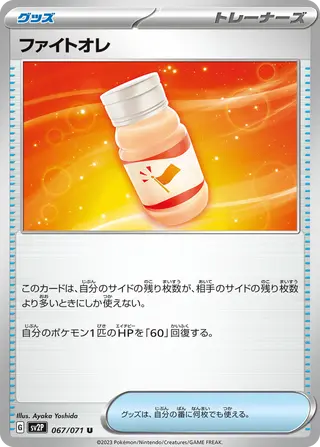 グッズ
トレーナーズ
ファイトオレ
このカードは、自分のサイドの残り枚数が、相手のサイドの残り枚数
より多いときにしか使えない。
自分のポケモン1匹のHPを「60」回復する。
Illus. Ayaka Yoshida
G SV2P 067/071 U
グッズは、自分の番に何枚でも使える。
©2023 Pokémon/Nintendo/Creatures/GAME FREAK.